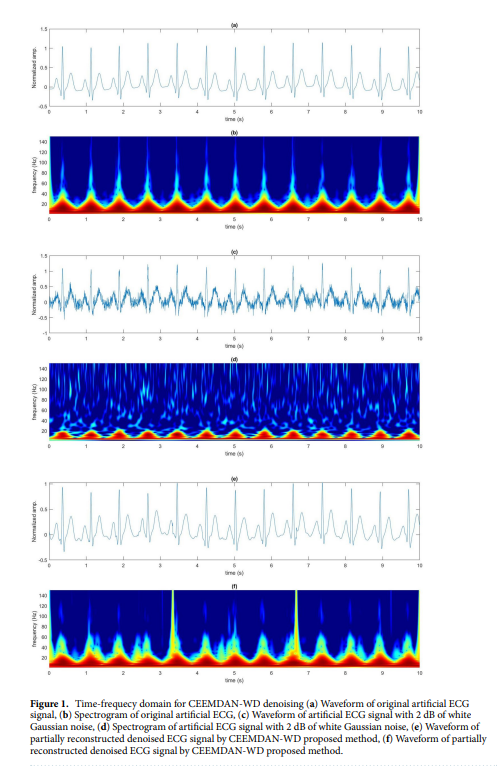 (a)
1.5
1
0.5
0
-0.5
Normalized amp.
0 1 2 3 4 5 6 7 8 9 10
time (s)
(b)
140
120
100
80
60
40
20
frequency (Hz)
0 1 2 3 4 5 6 7 8 9 10
time (s)
(c)
1.5
1
0.5
0
-0.5
-1
Normalized amp.
0 1 2 3 4 5 6 7 8 9 10
time (s)
(d)
140
120
100
80
60
40
20
frequency (Hz)
0 1 2 3 4 5 6 7 8 9 10
time (s)
(e)
1
0.5
0
-0.5
Normalized amp.
0 1 2 3 4 5 6 7 8 9 10
time (s)
(f)
140
120
100
80
60
40
20
frequency (Hz)
0 1 2 3 4 5 6 7 8 9 10
time (s)
Figure 1. Time-frequecy domain for CEEMDAN-WD denoising (a) Waveform of original artificial ECG
signal, (b) Spectrogram of original artificial ECG, (c) Waveform of artificial ECG signal with 2 dB of white
Gaussian noise, (d) Spectrogram of artificial ECG signal with 2 dB of white Gaussian noise, (e) Waveform of
partially reconstructed denoised ECG signal by CEEMDAN-WD proposed method, (f) Waveform of partially
reconstructed denoised ECG signal by CEEMDAN-WD proposed method.